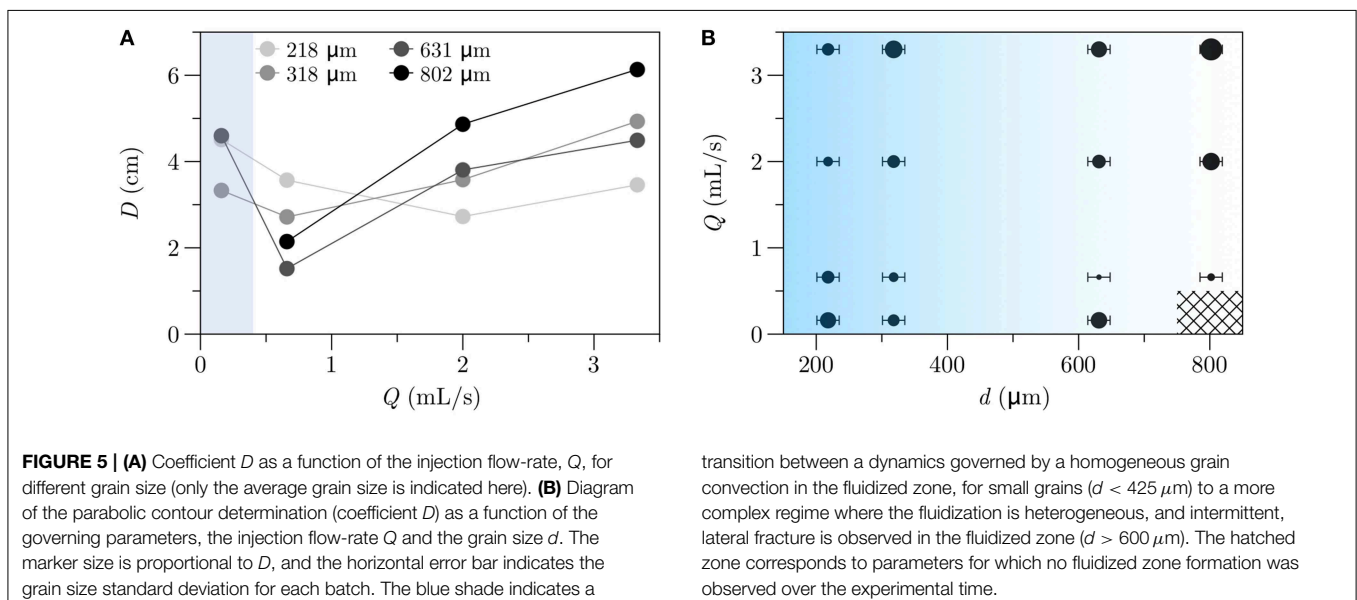 A
B
218 μm
631 μm
318 μm
802 μm
6
4
2
0
D (cm)
0
1
2
3
Q (mL/s)
3
2
1
0
Q (mL/s)
200
400
600
800
d (μm)
FIGURE 5 | (A) Coefficient D as a function of the injection flow-rate, Q, for
different grain size (only the average grain size is indicated here). (B) Diagram
of the parabolic contour determination (coefficient D) as a function of the
governing parameters, the injection flow-rate Q and the grain size d. The
marker size is proportional to D, and the horizontal error bar indicates the
grain size standard deviation for each batch. The blue shade indicates a
transition between a dynamics governed by a homogeneous grain
convection in the fluidized zone, for small grains (d < 425 μm) to a more
complex regime where the fluidization is heterogeneous, and intermittent,
lateral fracture is observed in the fluidized zone (d > 600 μm). The hatched
zone corresponds to parameters for which no fluidized zone formation was
observed over the experimental time.